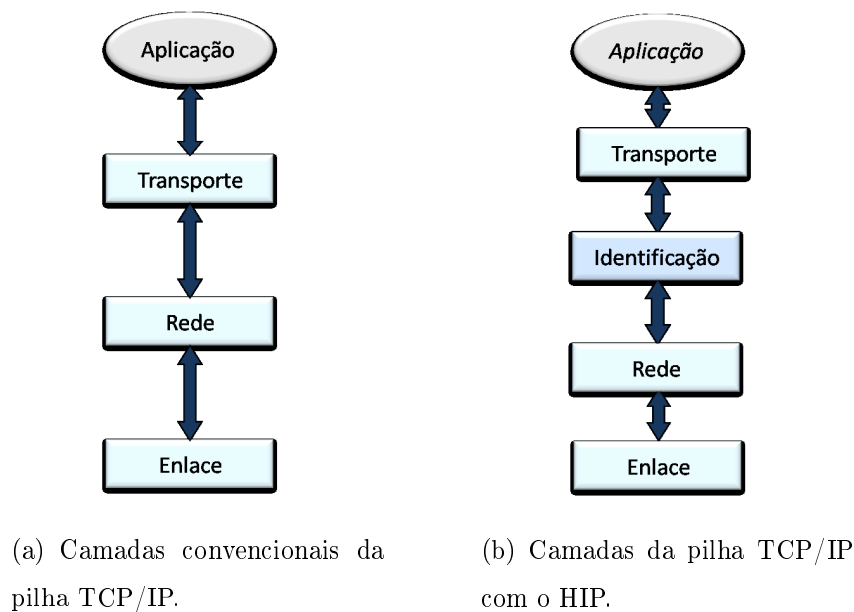 Aplicação
Transporte
Rede
Enlace
(a) Camadas convencionais da
pilha TCP/IP.
Aplicação
Transporte
Identificação
Rede
Enlace
(b) Camadas da pilha TCP/IP
com o HIP.